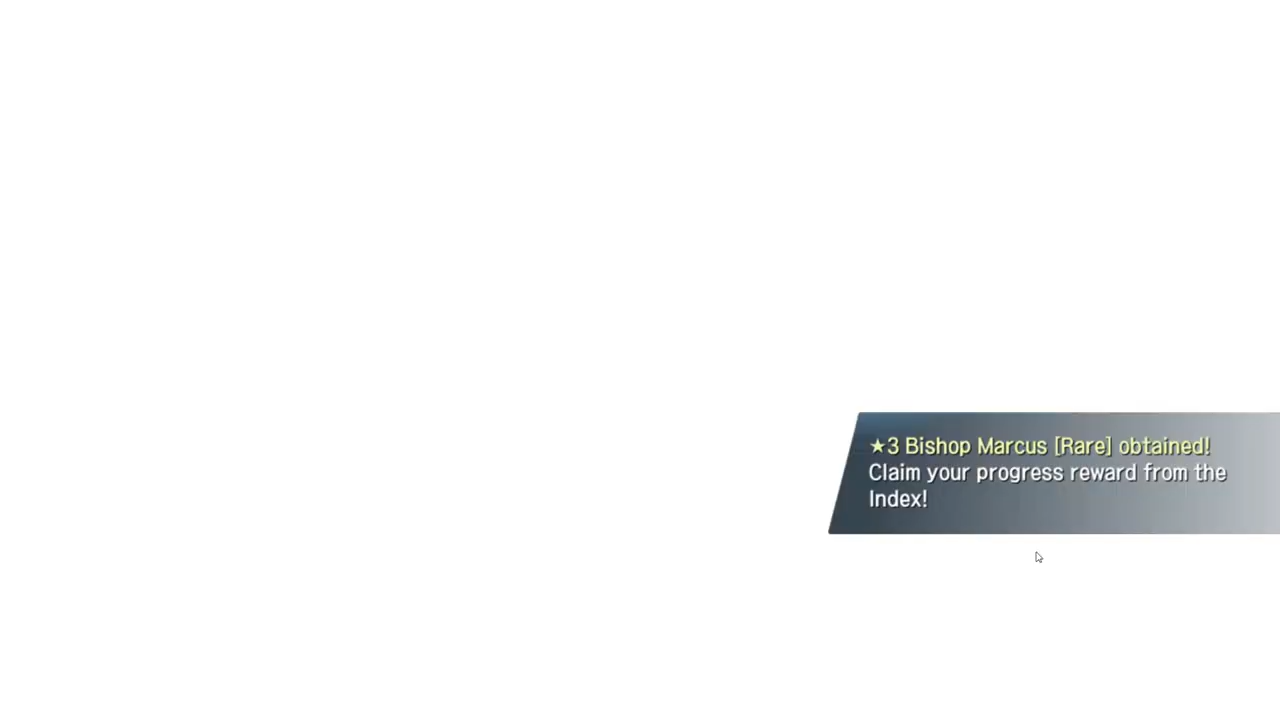 ★3 Bishop Marcus [Rare] obtained!
Claim your progress reward from the
Index!